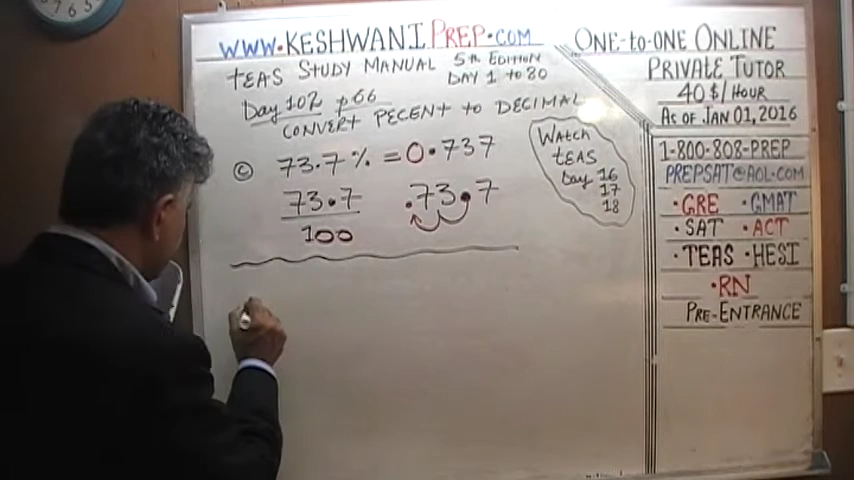 WWW.KESHWANIPREP.COM
TEAS STUDY MANUAL 5th EDITION
DAY 1 to 80
Day 102 p66
CONVERT PECENT to DECIMAL
© 73.7% = 0.737
73.7
100
.73.7
Watch
TEAS
Day 16
17
18
ONE-to-ONE ONLINE
PRIVATE TUTOR
40$/HOUR
AS OF JAN 01, 2016
1-800-808-PREP
PREPSAT@AOL.COM
•GRE •GMAT
•SAT •ACT
•TEAS •HESI
•RN
PRE-ENTRANCE